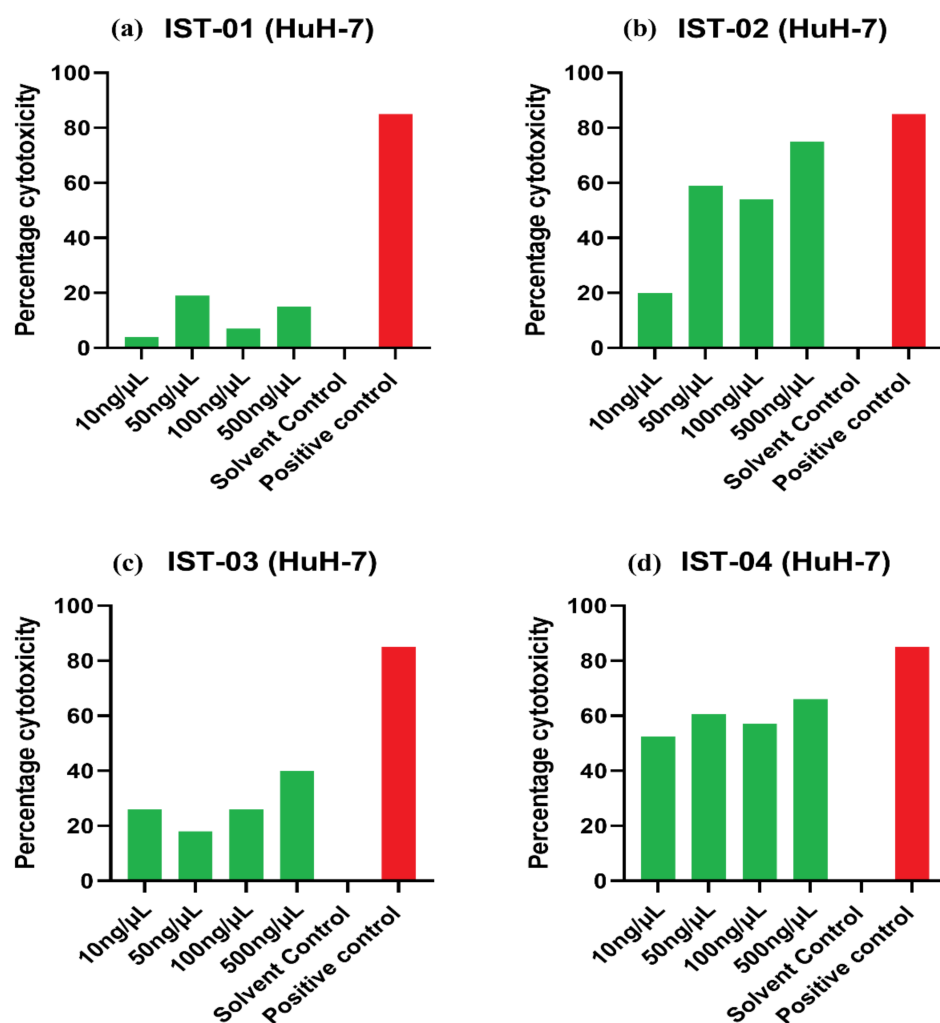 (a) IST-01 (HuH-7)
Percentage cytotoxicity
100
80
60
40
20
0
10ng/µL
50ng/µL
100ng/µL
500ng/µL
Solvent Control
Positive control
(b) IST-02 (HuH-7)
Percentage cytotoxicity
100
80
60
40
20
0
10ng/µL
50ng/µL
100ng/µL
500ng/µL
Solvent Control
Positive control
(c) IST-03 (HuH-7)
Percentage cytotoxicity
100
80
60
40
20
0
10ng/µL
50ng/µL
100ng/µL
500ng/µL
Solvent Control
Positive control
(d) IST-04 (HuH-7)
Percentage cytotoxicity
100
80
60
40
20
0
10ng/µL
50ng/µL
100ng/µL
500ng/µL
Solvent Control
Positive control